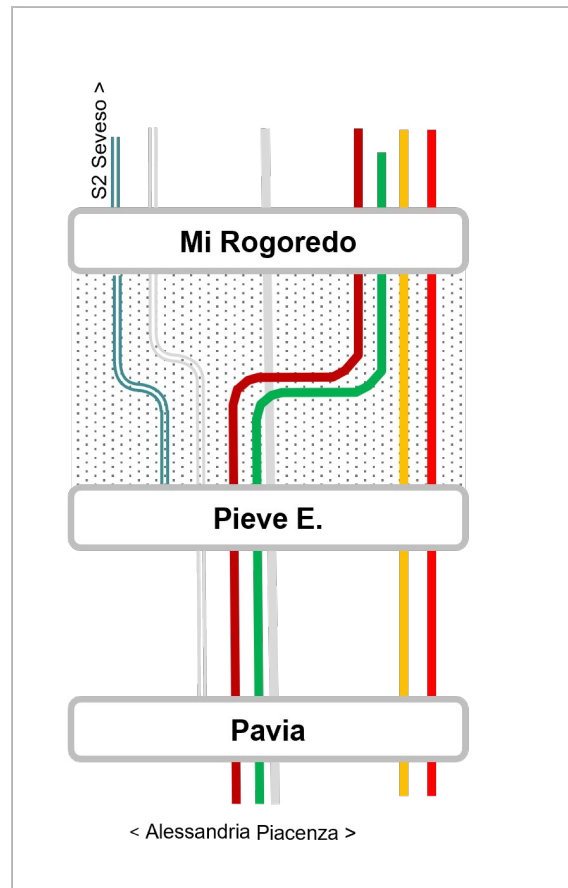 S2 Seveso >
Mi Rogoredo
Pieve E.
Pavia
< Alessandria Piacenza >